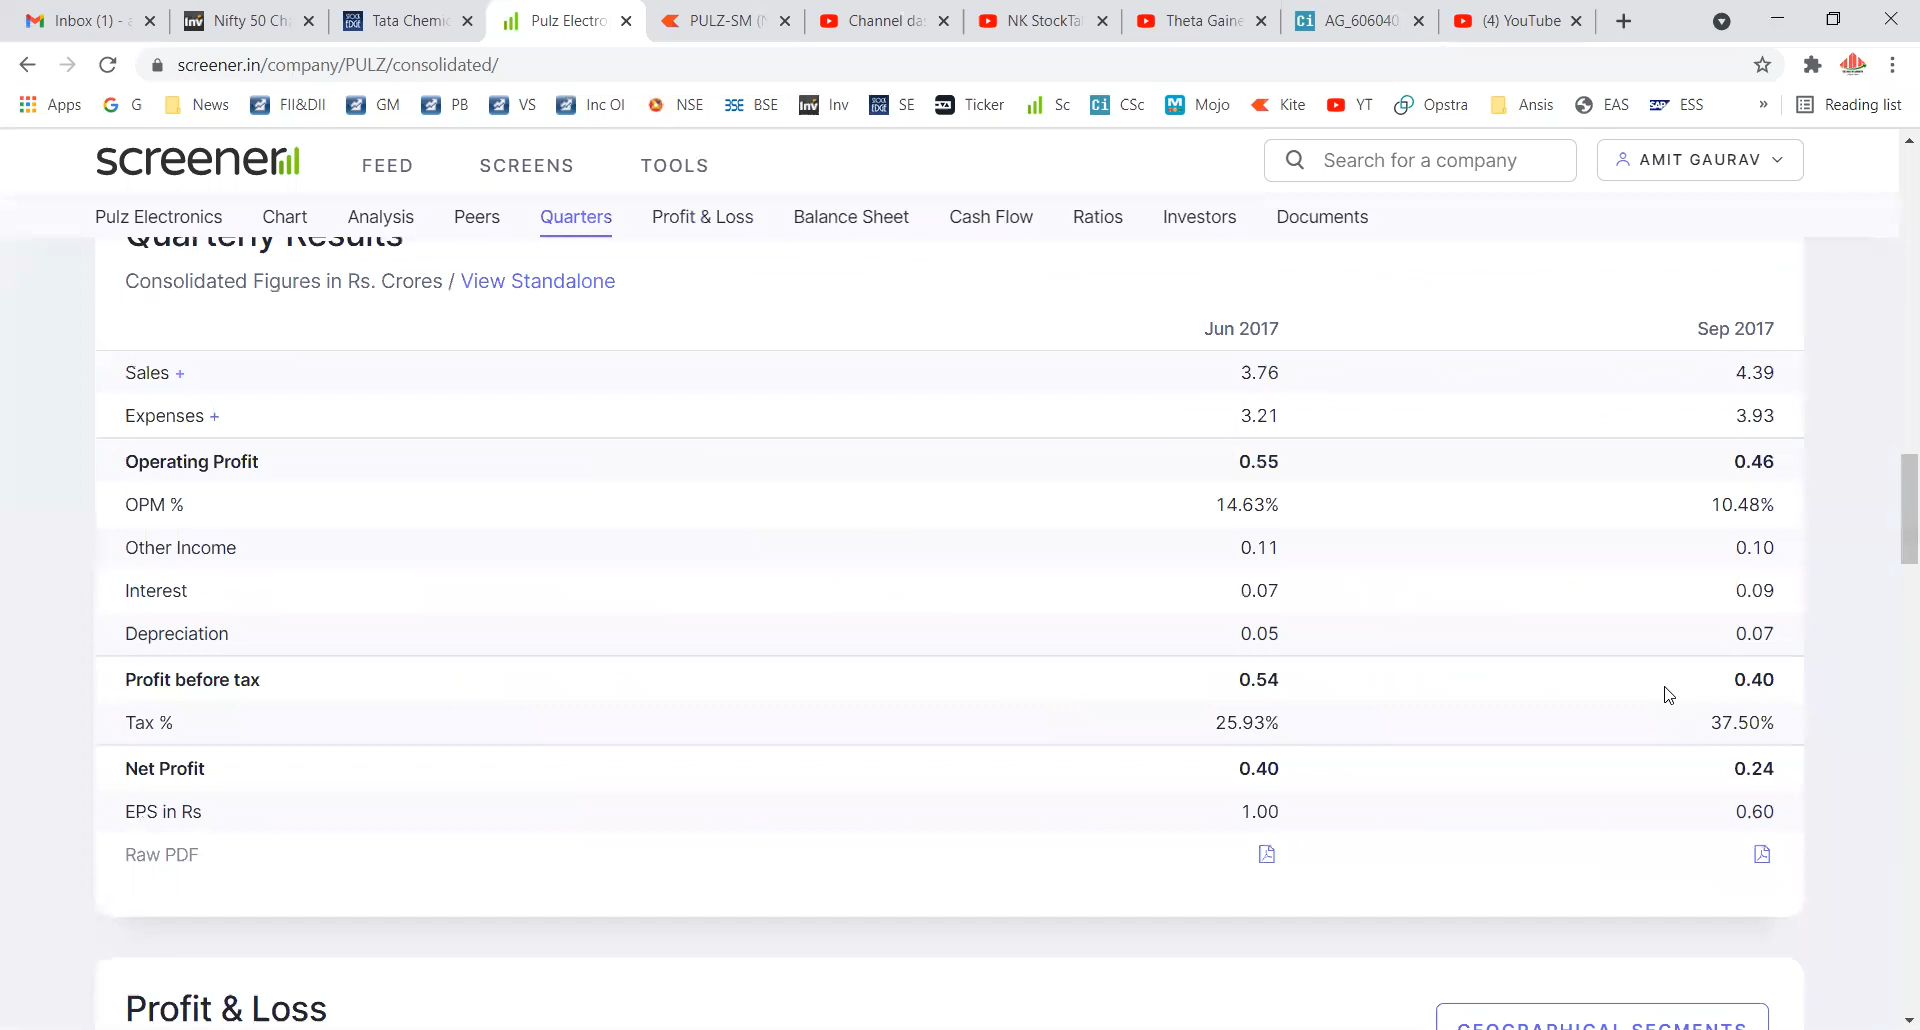 Inbox (1) - a
Nifty 50 Ch
Tata Chemic
Pulz Electro
PULZ-SM (N
Channel das
NK StockTal
Theta Gaine
AG_606040
(4) YouTube
screener.in/company/PULZ/consolidated/
Apps G News FII&DII GM PB VS Inc OI NSE BSE Inv SE Ticker Sc CSc Mojo Kite YT Opstra Ansis EAS ESS » Reading list
screener FEED SCREENS TOOLS Search for a company AMIT GAURAV
Pulz Electronics Chart Analysis Peers Quarters Profit & Loss Balance Sheet Cash Flow Ratios Investors Documents
Quarterly Results
Consolidated Figures in Rs. Crores / View Standalone
Jun 2017 Sep 2017
Sales + 3.76 4.39
Expenses + 3.21 3.93
Operating Profit 0.55 0.46
OPM % 14.63% 10.48%
Other Income 0.11 0.10
Interest 0.07 0.09
Depreciation 0.05 0.07
Profit before tax 0.54 0.40
Tax % 25.93% 37.50%
Net Profit 0.40 0.24
EPS in Rs 1.00 0.60
Raw PDF
Profit & Loss
GEOGRAPHICAL SEGMENTS